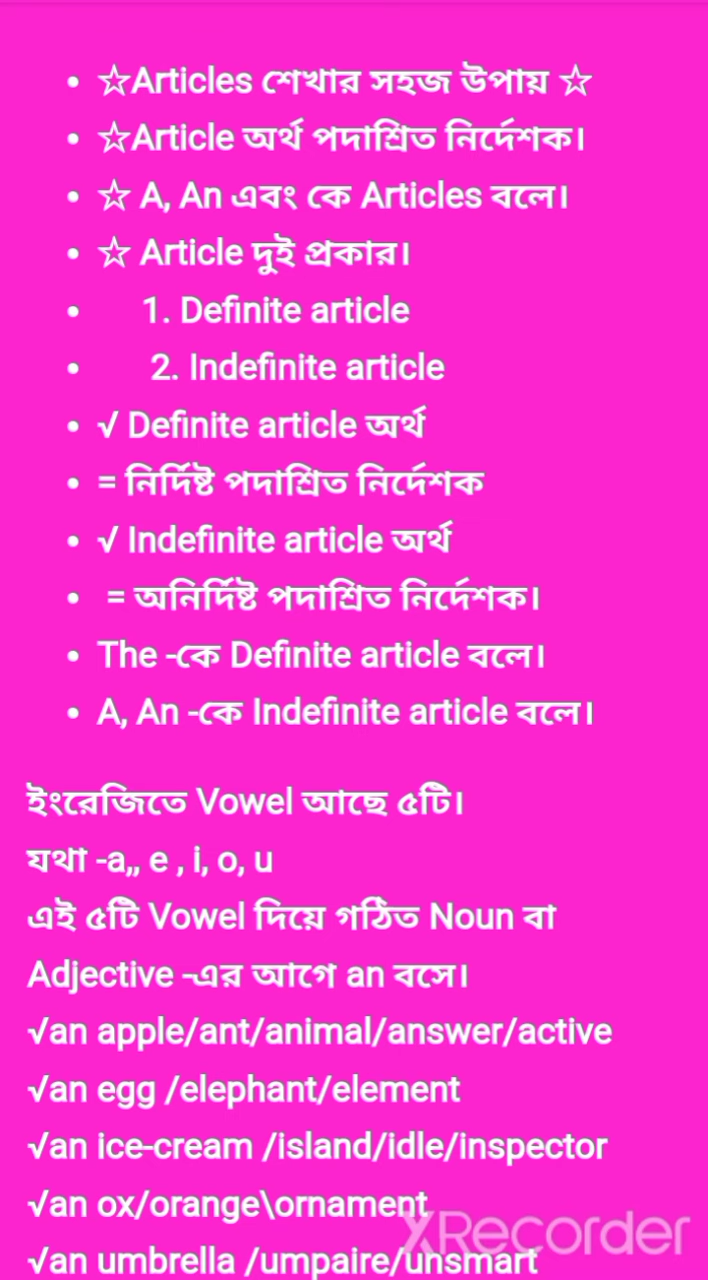 • ☆Articles শেখার সহজ উপায় ☆
• ☆Article অর্থ পদাশ্রিত নির্দেশক।
• ☆ A, An এবং কে Articles বলে।
• ☆ Article দুই প্রকার।
• 1. Definite article
• 2. Indefinite article
• √ Definite article অর্থ
• = নির্দিষ্ট পদাশ্রিত নির্দেশক
• √ Indefinite article অর্থ
• = অনির্দিষ্ট পদাশ্রিত নির্দেশক।
• The -কে Definite article বলে।
• A, An -কে Indefinite article বলে।
ইংরেজিতে Vowel আছে ৫টি।
যথা -a,, e , i, o, u
এই ৫টি Vowel দিয়ে গঠিত Noun বা
Adjective -এর আগে an বসে।
√an apple/ant/animal/answer/active
√an egg /elephant/element
√an ice-cream /island/idle/inspector
√an ox/orange\ornament
XRecorder
√an umbrella /umpaire/unsmart